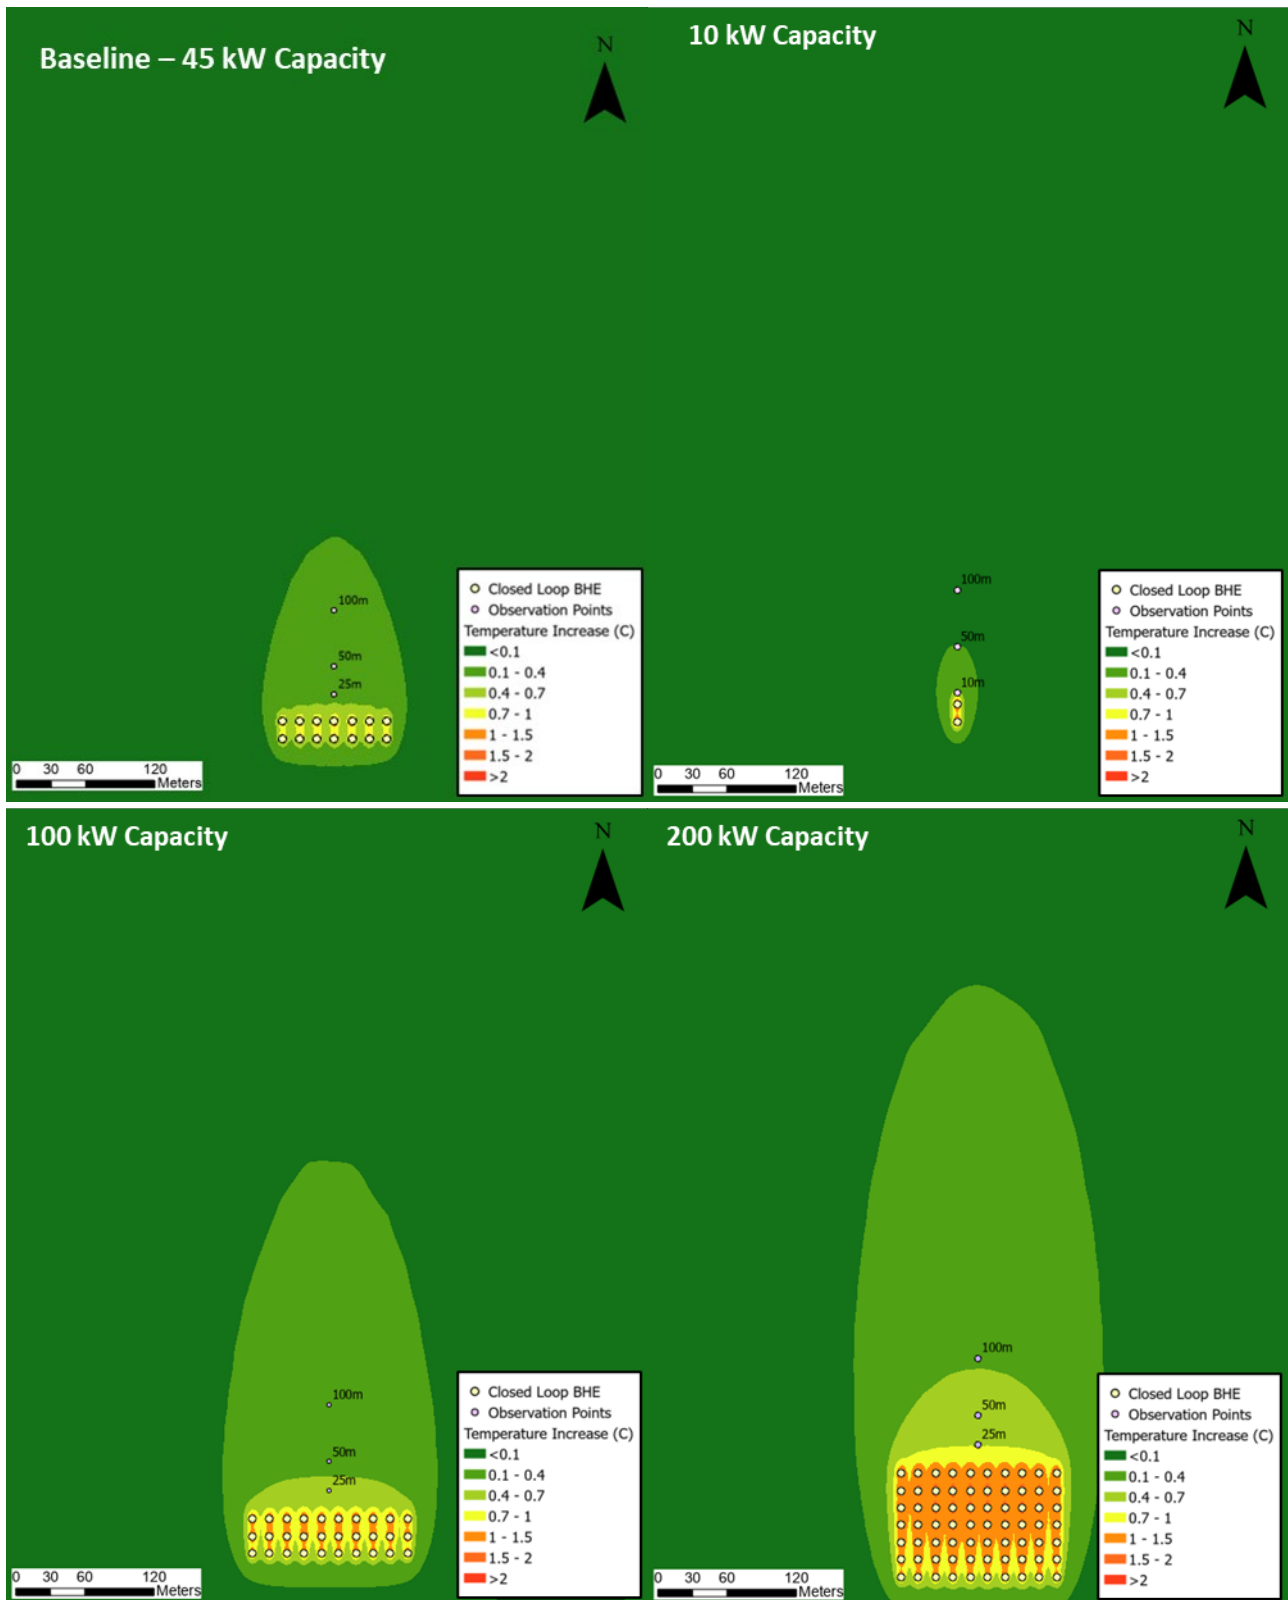 Baseline – 45 kW Capacity
N
100m
50m
25m
Closed Loop BHE
Observation Points
Temperature Increase (C)
<0.1
0.1 - 0.4
0.4 - 0.7
0.7 - 1
1 - 1.5
1.5 - 2
>2
0 30 60 120
Meters
10 kW Capacity
N
100m
50m
10m
Closed Loop BHE
Observation Points
Temperature Increase (C)
<0.1
0.1 - 0.4
0.4 - 0.7
0.7 - 1
1 - 1.5
1.5 - 2
>2
0 30 60 120
Meters
100 kW Capacity
N
100m
50m
25m
Closed Loop BHE
Observation Points
Temperature Increase (C)
<0.1
0.1 - 0.4
0.4 - 0.7
0.7 - 1
1 - 1.5
1.5 - 2
>2
0 30 60 120
Meters
200 kW Capacity
N
100m
50m
25m
Closed Loop BHE
Observation Points
Temperature Increase (C)
<0.1
0.1 - 0.4
0.4 - 0.7
0.7 - 1
1 - 1.5
1.5 - 2
>2
0 30 60 120
Meters